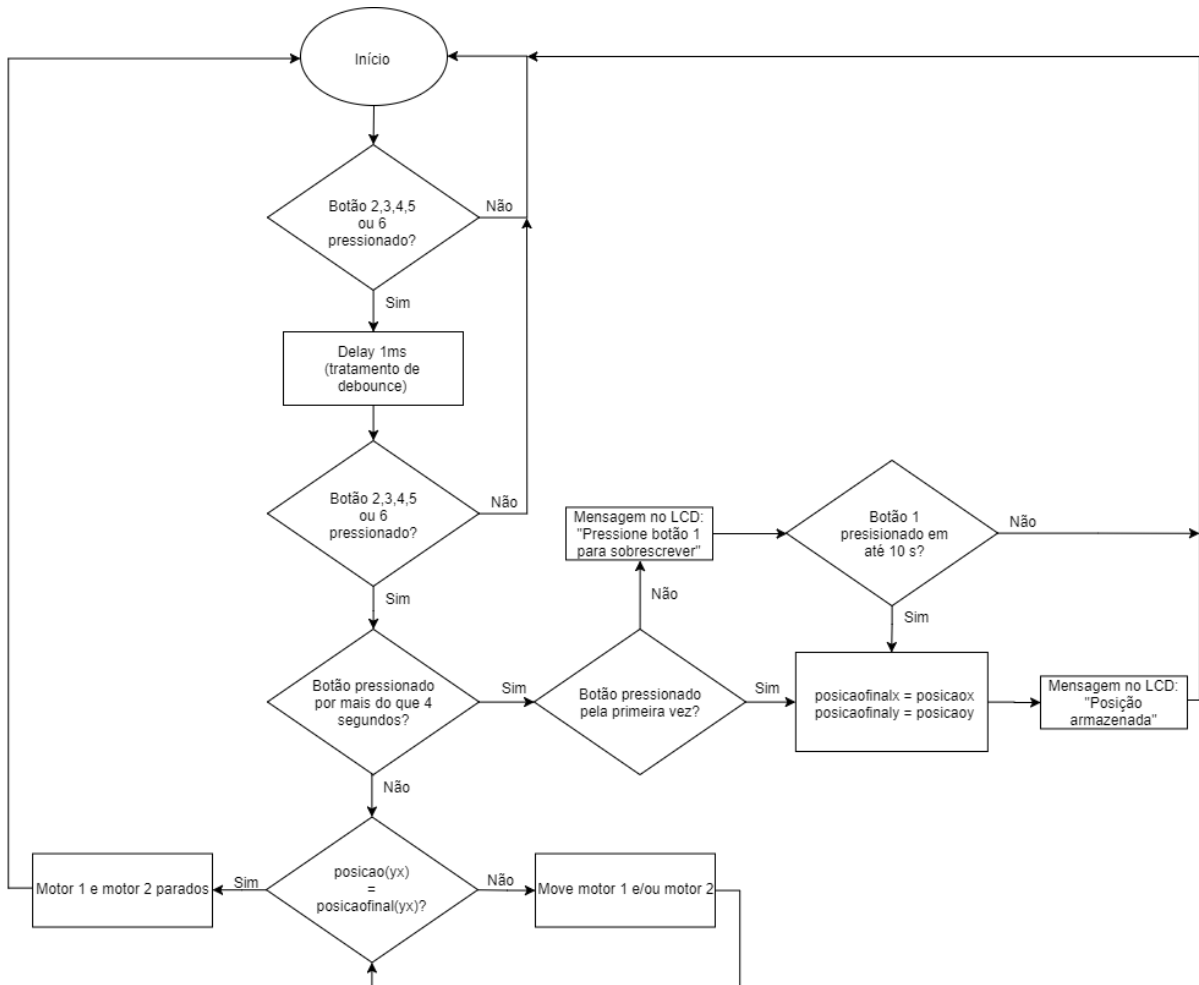 Início
Botão 2,3,4,5
ou 6
pressionado?
Não
Sim
Delay 1ms
(tratamento de
debounce)
Botão 2,3,4,5
ou 6
pressionado?
Não
Sim
Mensagem no LCD:
"Pressione botão 1
para sobrescrever"
Botão 1
presisionado em
até 10 s?
Não
Não
Sim
Botão pressionado
por mais do que 4
segundos?
Sim
Botão pressionado
pela primeira vez?
Sim
posicaofinalx = posicaox
posicaofinaly = posicaoy
Mensagem no LCD:
"Posição
armazenada"
Não
Motor 1 e motor 2 parados
Sim
posicao(yx)
=
posicaofinal(yx)?
Não
Move motor 1 e/ou motor 2